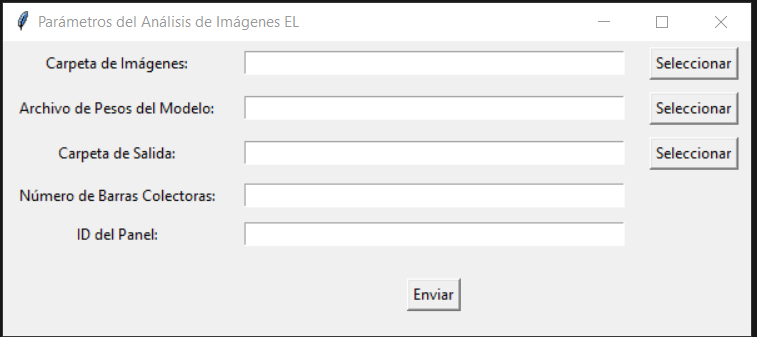 Parámetros del Análisis de Imágenes EL
Carpeta de Imágenes: Seleccionar
Archivo de Pesos del Modelo: Seleccionar
Carpeta de Salida: Seleccionar
Número de Barras Colectoras:
ID del Panel:
Enviar